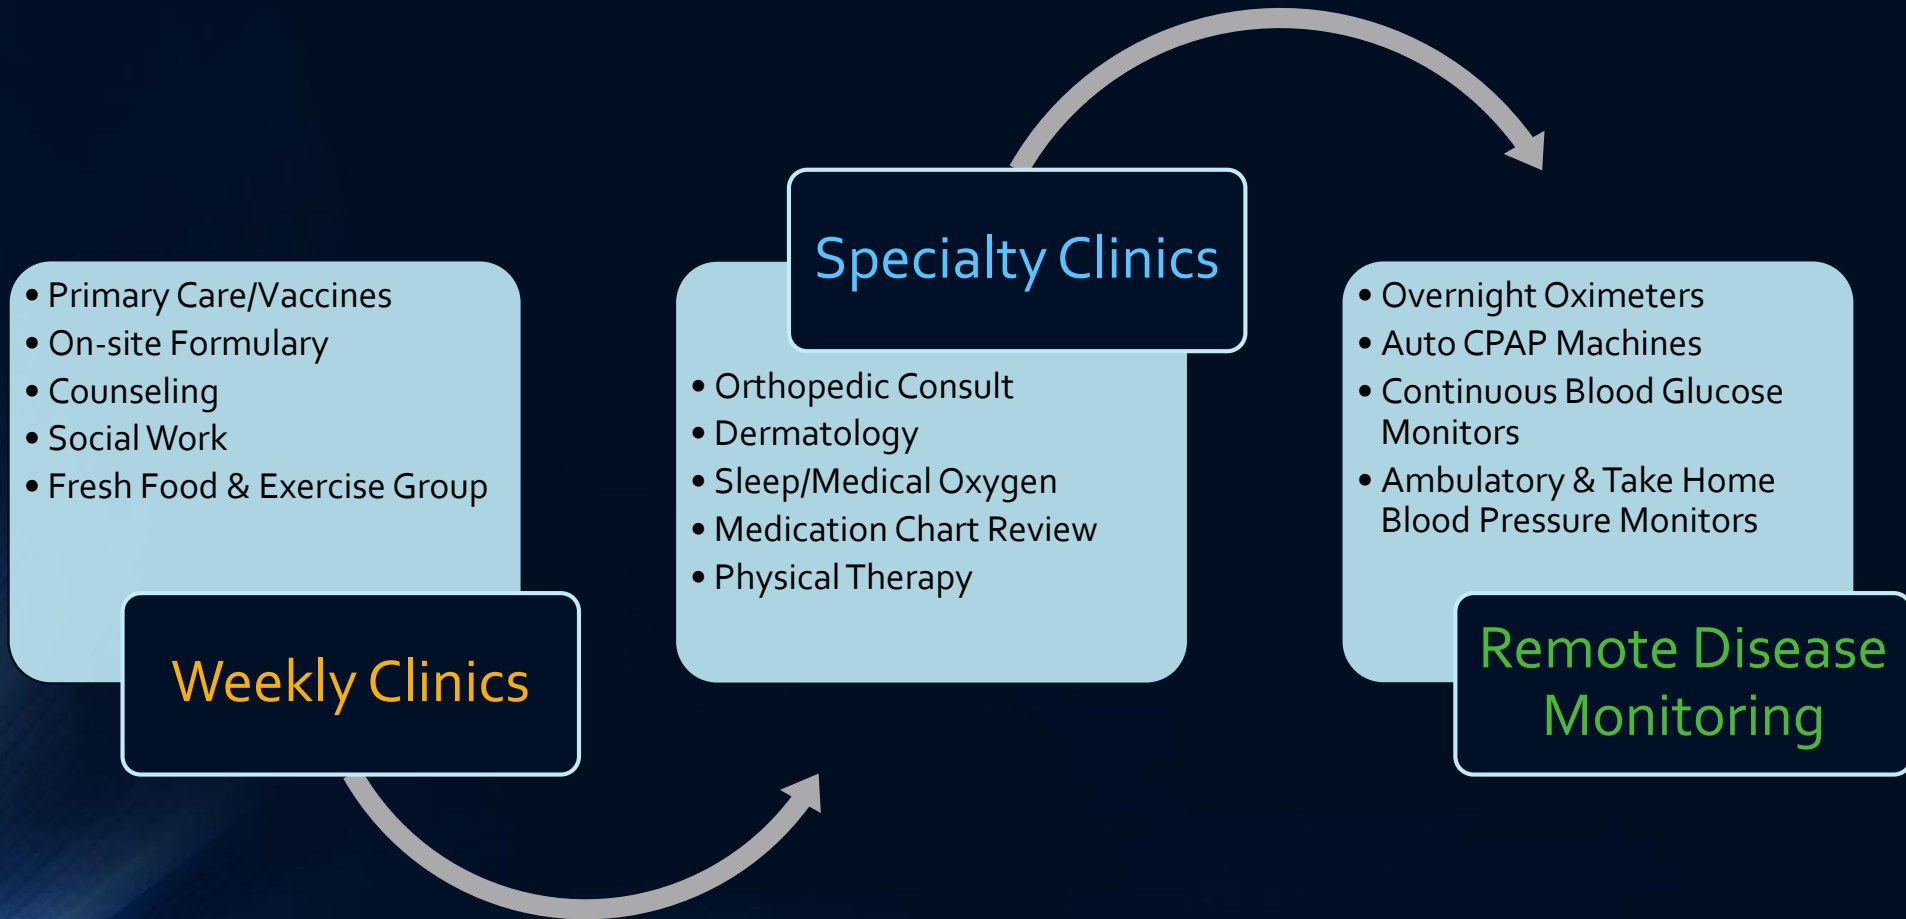 • Primary Care/Vaccines
• On-site Formulary
• Counseling
• Social Work
• Fresh Food & Exercise Group
Weekly Clinics
Specialty Clinics
• Orthopedic Consult
• Dermatology
• Sleep/Medical Oxygen
• Medication Chart Review
• Physical Therapy
• Overnight Oximeters
• Auto CPAP Machines
• Continuous Blood Glucose
Monitors
• Ambulatory & Take Home
Blood Pressure Monitors
Remote Disease
Monitoring